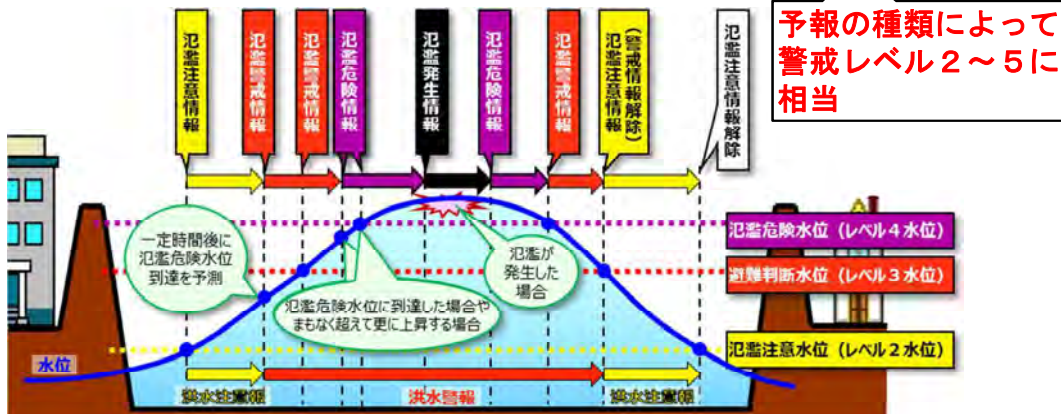 予報の種類によって
警戒レベル2~5に
相当
氾濫注意情報
氾濫警戒情報
氾濫警戒情報
氾濫危険情報
氾濫危険情報
氾濫発生情報
氾濫危険情報
氾濫警戒情報
氾濫注意情報
(警戒情報解除)
氾濫注意情報解除
一定時間後に
氾濫危険水位
到達を予測
氾濫危険水位に到達した場合や
まもなく超えて更に上昇する場合
氾濫が
発生した
場合
氾濫危険水位(レベル4水位)
避難判断水位(レベル3水位)
氾濫注意水位(レベル2水位)
水位
洪水注意報
洪水警報
洪水注意報